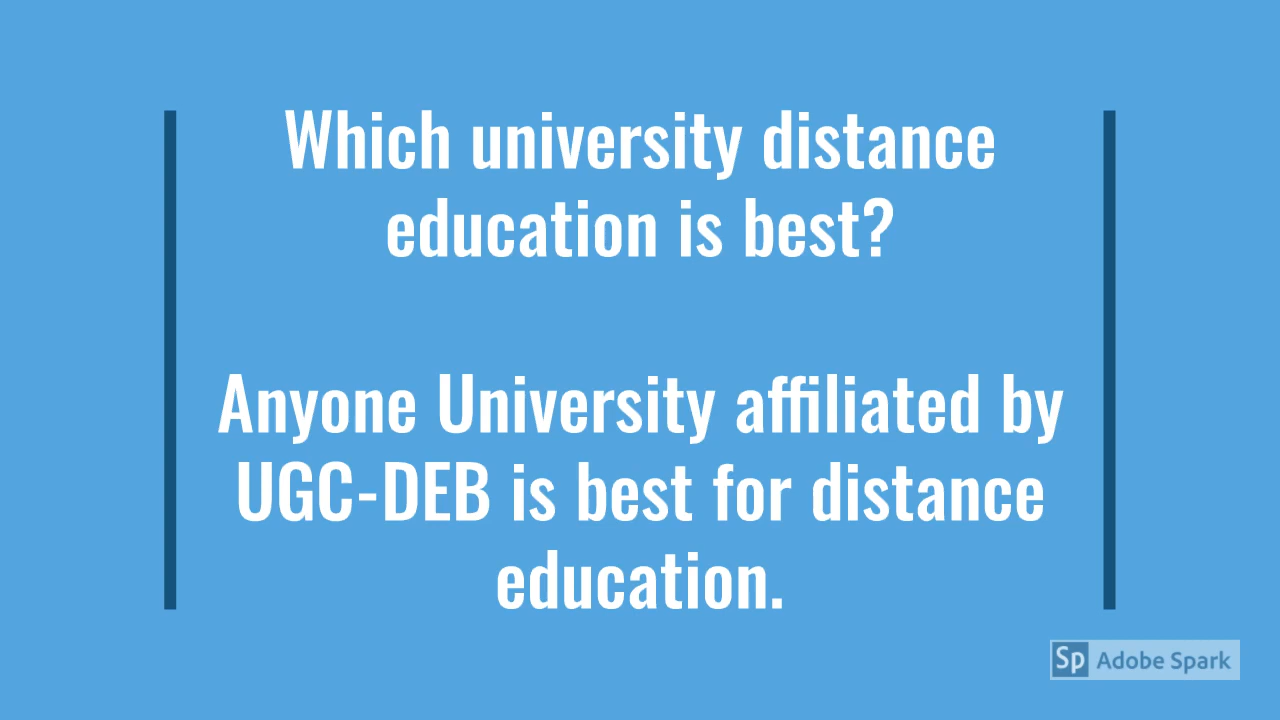 Which university distance
education is best?
Anyone University affiliated by
UGC-DEB is best for distance
education.
Sp Adobe Spark